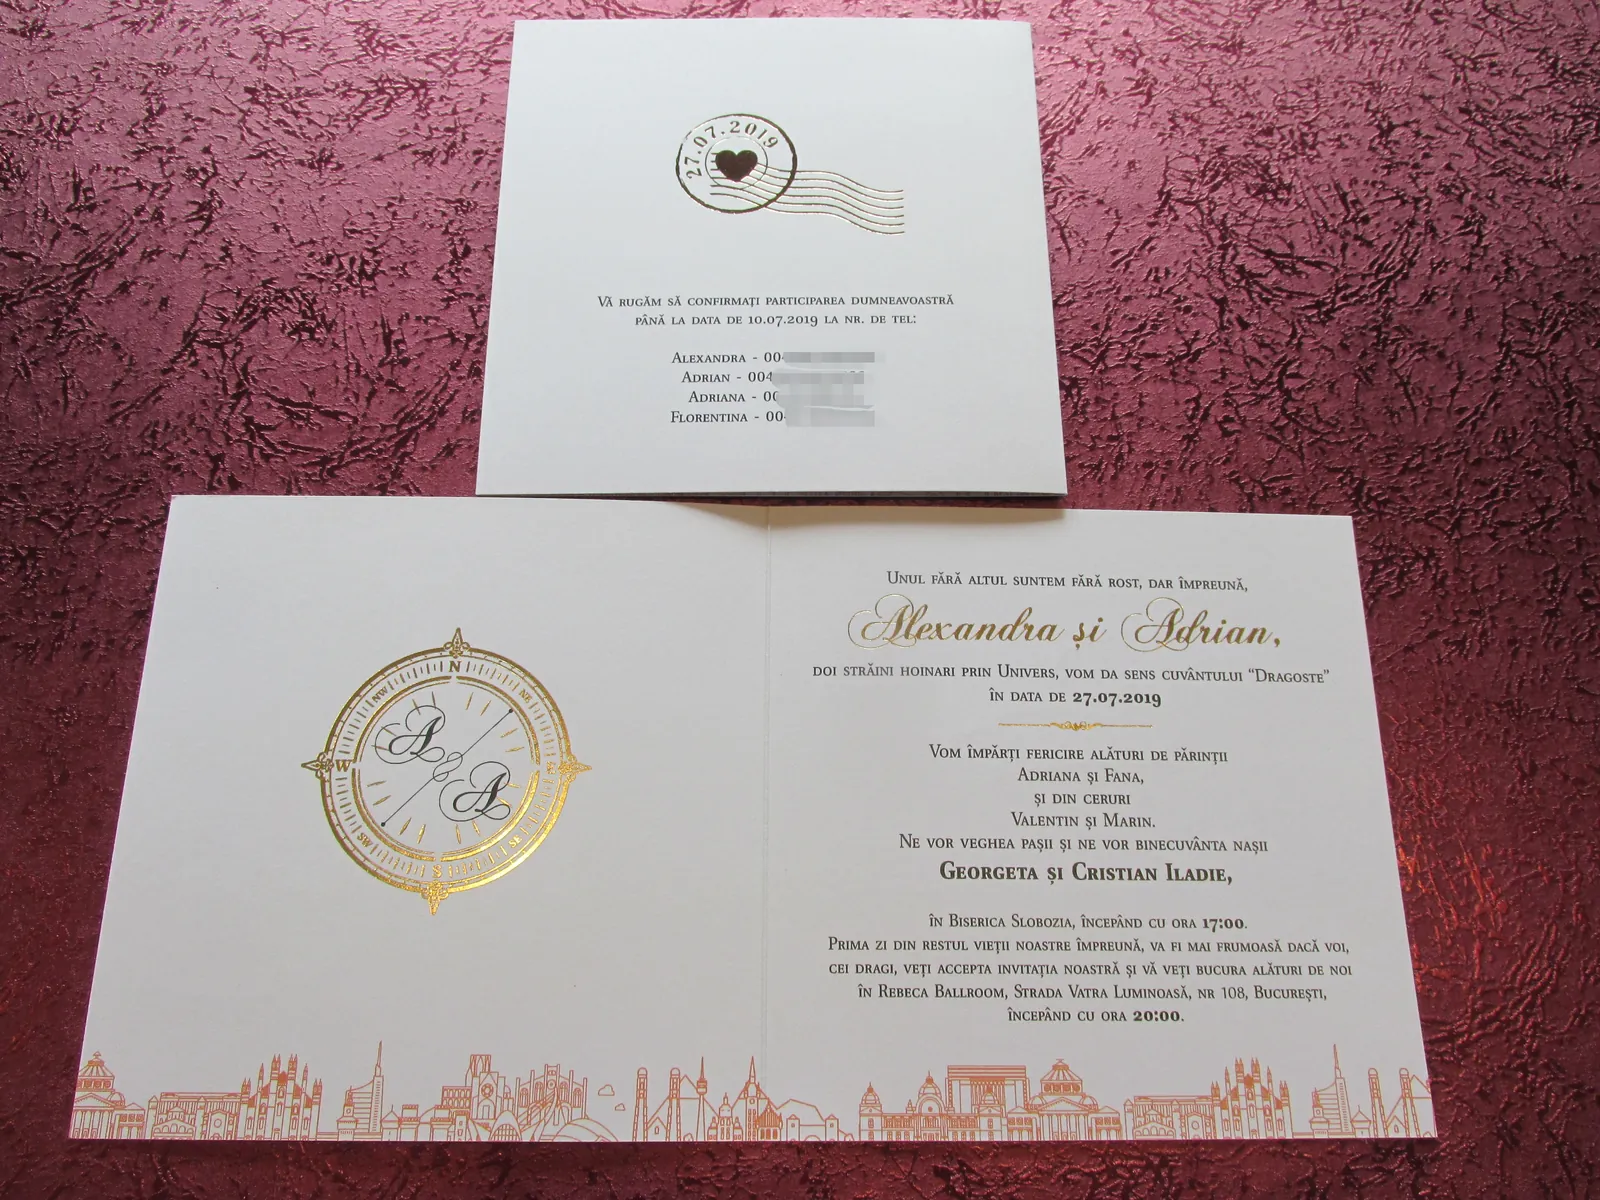 27.07.2019
Vă rugăm să confirmați participarea dumneavoastră
până la data de 10.07.2019 la nr. de tel:
Alexandra - 00
Adrian - 004
Adriana - 00
Florentina - 00
N
NE
E
SE
S
SW
W
NW
A
&
A
Unul fără altul suntem fără rost, dar împreună,
Alexandra și Adrian,
doi străini hoinari prin Univers, vom da sens cuvântului “Dragoste”
în data de 27.07.2019
Vom împărți fericire alături de părinții
Adriana și Fana,
și din ceruri
Valentin și Marin.
Ne vor veghea pașii și ne vor binecuvânta nașii
Georgeta și Cristian Iladie,
în Biserica Slobozia, începând cu ora 17:00.
Prima zi din restul vieții noastre împreună, va fi mai frumoasă dacă voi,
cei dragi, veți accepta invitația noastră și vă veți bucura alături de noi
în Rebeca Ballroom, Strada Vatra Luminoasă, nr 108, București,
începând cu ora 20:00.